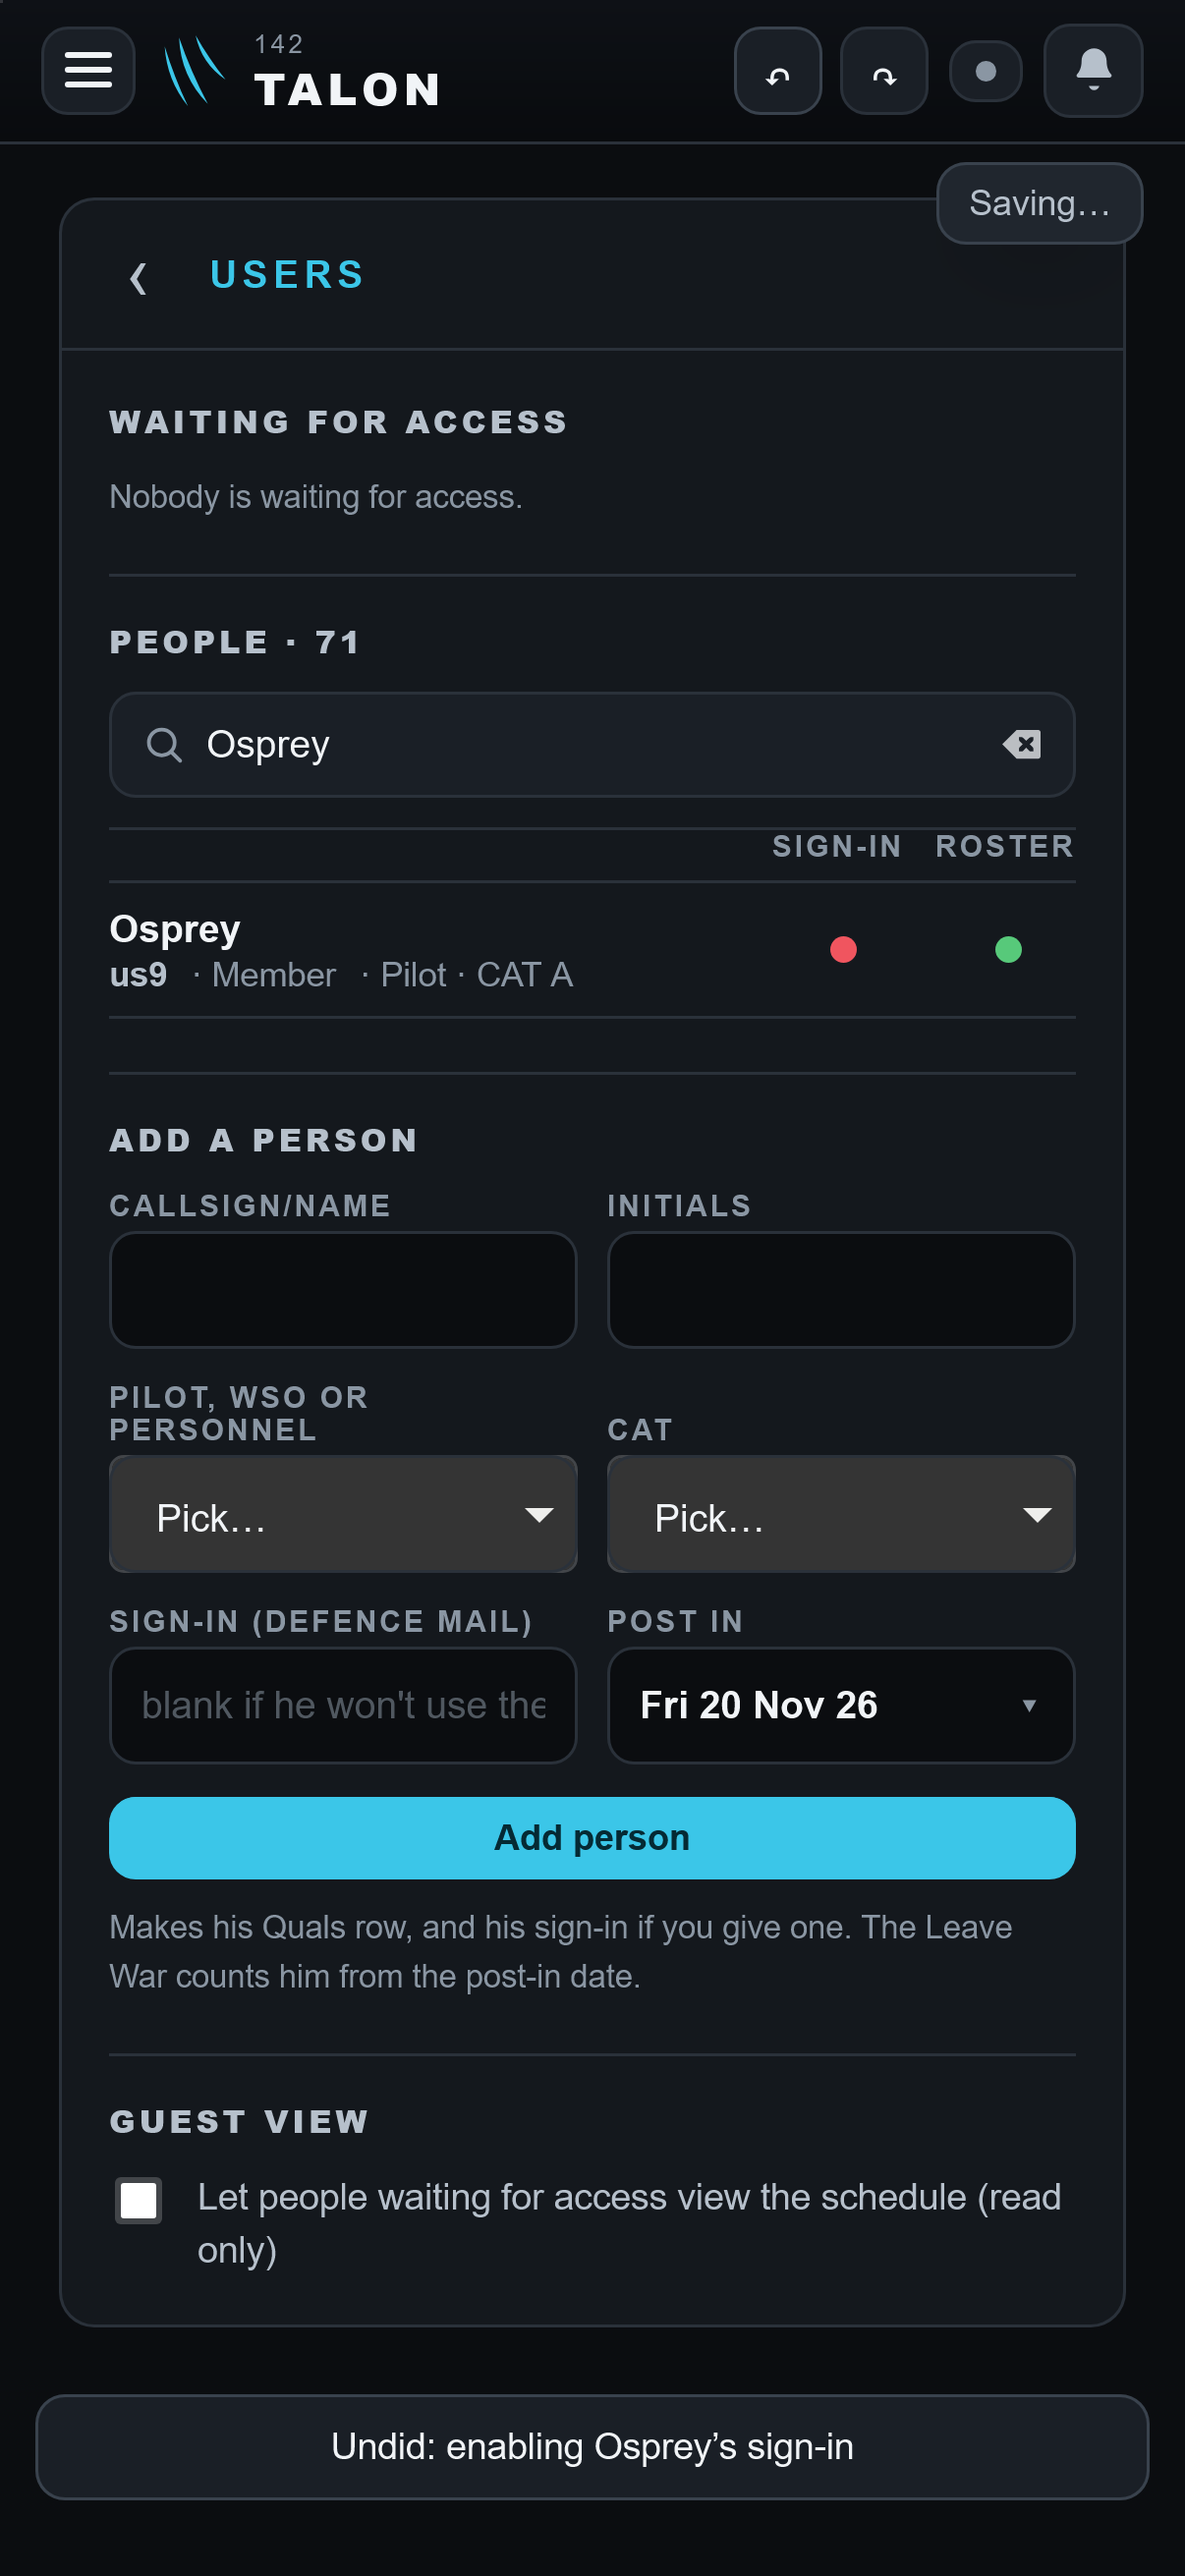 142
TALON
Saving...
USERS
WAITING FOR ACCESS
Nobody is waiting for access.
PEOPLE · 71
Osprey
SIGN-IN ROSTER
Osprey
us9 · Member · Pilot · CAT A
ADD A PERSON
CALLSIGN/NAME INITIALS
PILOT, WSO OR
PERSONNEL CAT
Pick... Pick...
SIGN-IN (DEFENCE MAIL) POST IN
blank if he won't use the Fri 20 Nov 26
Add person
Makes his Quals row, and his sign-in if you give one. The Leave
War counts him from the post-in date.
GUEST VIEW
Let people waiting for access view the schedule (read
only)
Undid: enabling Osprey’s sign-in